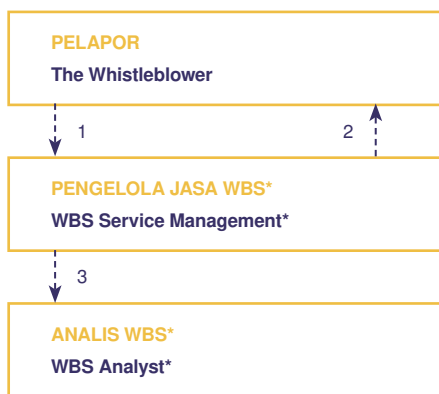 PELAPOR
The Whistleblower
1
2
PENGELOLA JASA WBS*
WBS Service Management*
3
ANALIS WBS*
WBS Analyst*